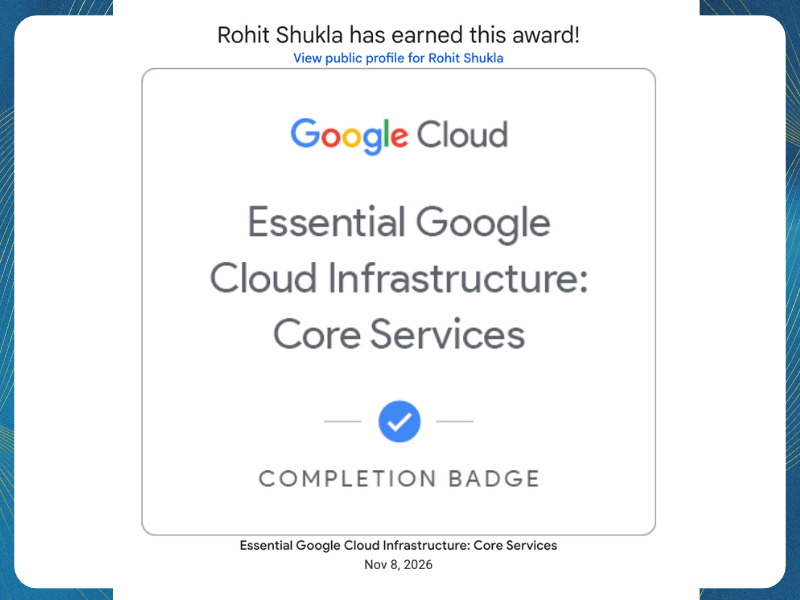 Rohit Shukla has earned this award!
View public profile for Rohit Shukla
Google Cloud
Essential Google
Cloud Infrastructure:
Core Services
COMPLETION BADGE
Essential Google Cloud Infrastructure: Core Services
Nov 8, 2026